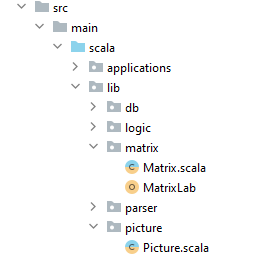 src
main
scala
applications
lib
db
logic
matrix
Matrix.scala
MatrixLab
parser
picture
Picture.scala